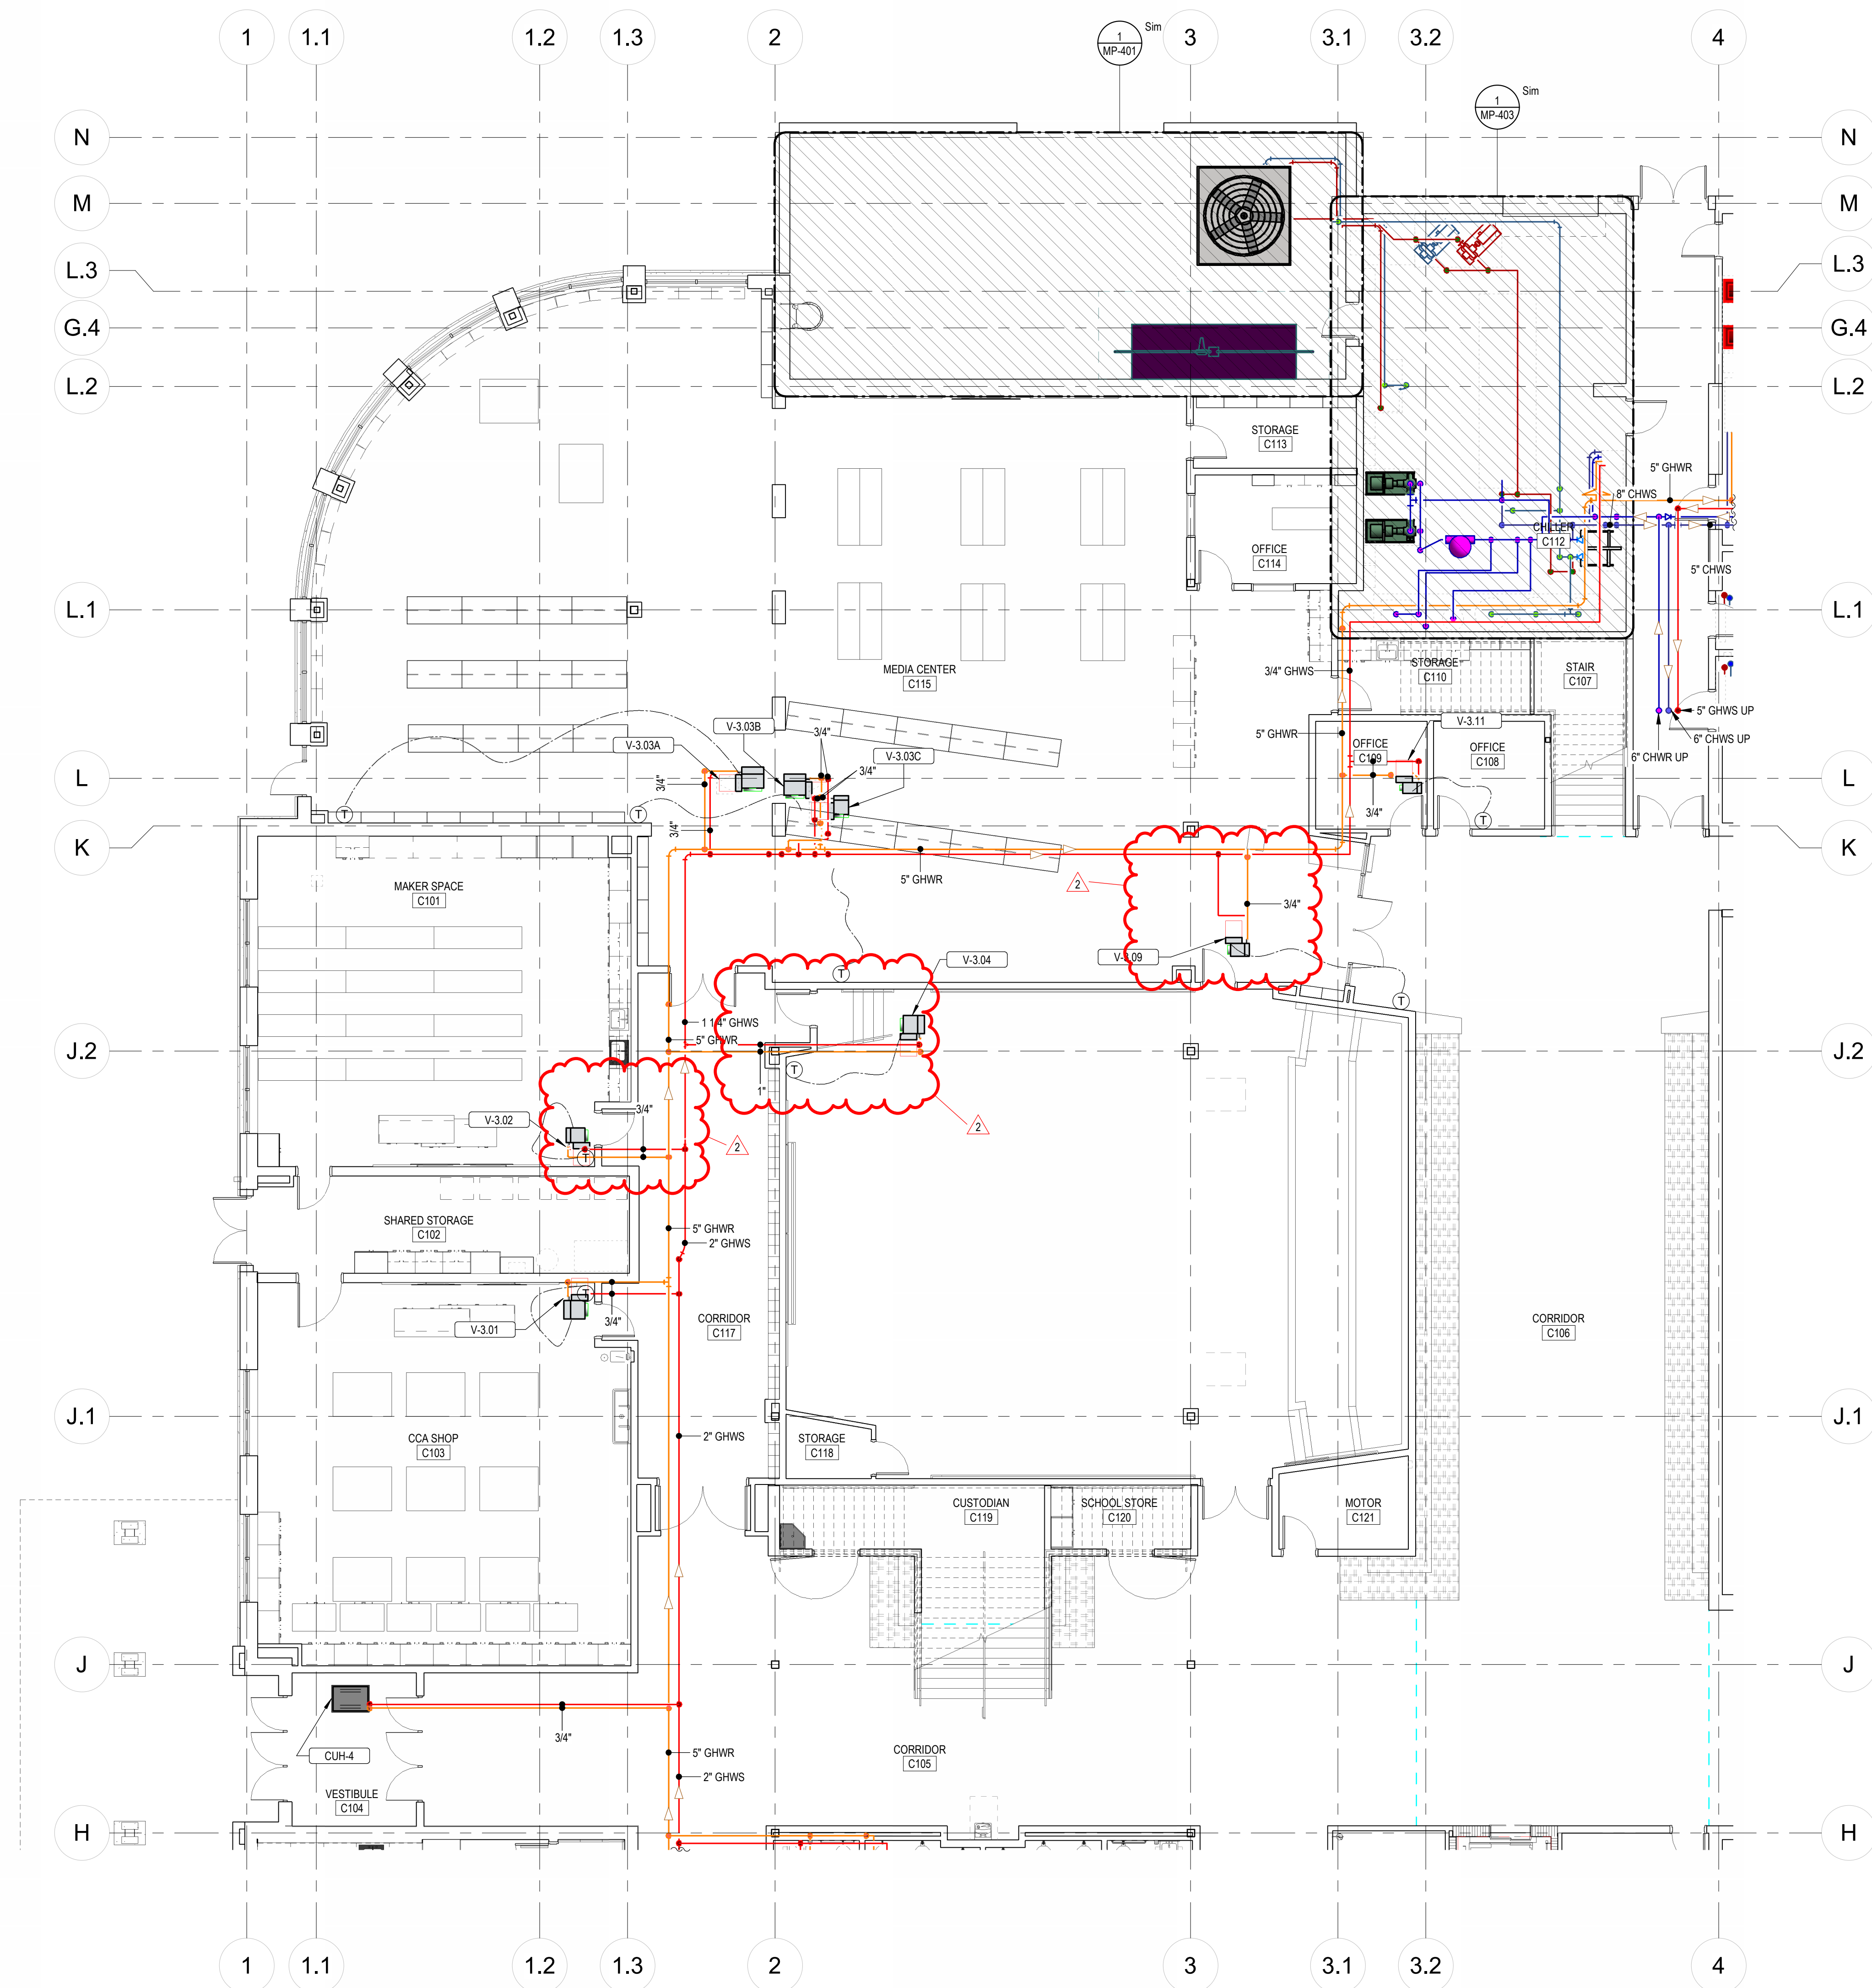 1
1.1
1.2
1.3
2
3
3.1
3.2
4
1
MP-401
Sim
1
MP-403
Sim
N
N
M
M
L.3
L.3
G.4
G.4
L.2
L.2
STORAGE
C113
5" GHWR
8" CHWS
CHILLER
C112
OFFICE
C114
5" CHWS
L.1
L.1
MEDIA CENTER
C115
3/4" GHWS
STORAGE
C110
STAIR
C107
5" GHWS UP
6" CHWS UP
6" CHWR UP
V-3.03B
V-3.03A
3/4"
V-3.03C
3/4"
3/4"
3/4"
5" GHWR
V-3.11
OFFICE
C109
OFFICE
C108
3/4"
L
L
T
T
T
K
K
5" GHWR
MAKER SPACE
C101
2
3/4"
V-3.09
V-3.04
T
T
1 1/4" GHWS
5" GHWR
J.2
J.2
T
1"
3/4"
V-3.02
T
2
2
SHARED STORAGE
C102
5" GHWR
2" GHWS
T
V-3.01
3/4"
CORRIDOR
C117
CORRIDOR
C106
J.1
J.1
CCA SHOP
C103
2" GHWS
STORAGE
C118
CUSTODIAN
C119
SCHOOL STORE
C120
MOTOR
C121
J
J
3/4"
CUH-4
5" GHWR
2" GHWS
CORRIDOR
C105
VESTIBULE
C104
H
H
1
1.1
1.2
1.3
2
3
3.1
3.2
4